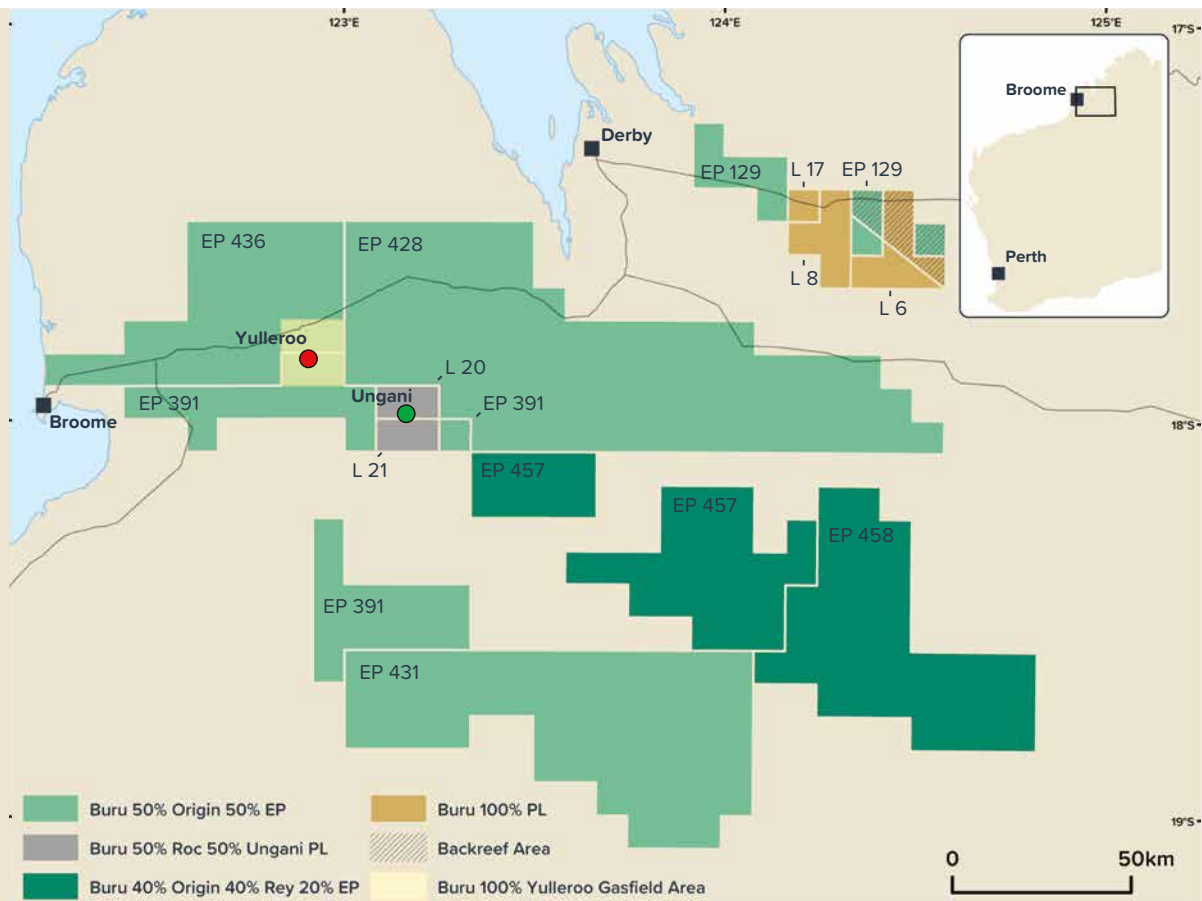 123°E
124°E
125°E
17°S
Broome
Perth
Derby
EP 129
L 17
EP 129
L 8
L 6
EP 436
EP 428
Yulleroo
L 20
Ungani
EP 391
EP 391
Broome
18°S
L 21
EP 457
EP 457
EP 458
EP 391
EP 431
Buru 50% Origin 50% EP
Buru 50% Roc 50% Ungani PL
Buru 40% Origin 40% Rey 20% EP
Buru 100% PL
Backreef Area
Buru 100% Yulleroo Gasfield Area
19°S
0
50km